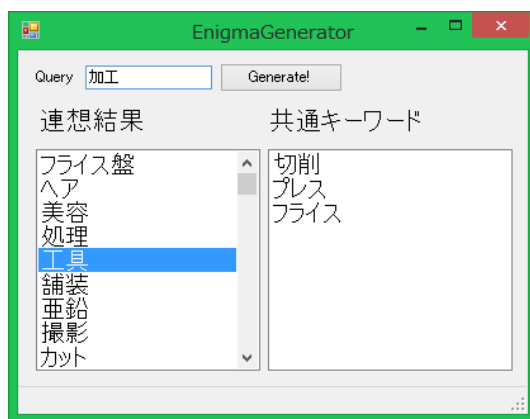 EnigmaGenerator
Query 加工 Generate!
連想結果 共通キーワード
フライス盤
ヘア
美容
処理
工具
舗装
亜鉛
撮影
カット
切削
プレス
フライス